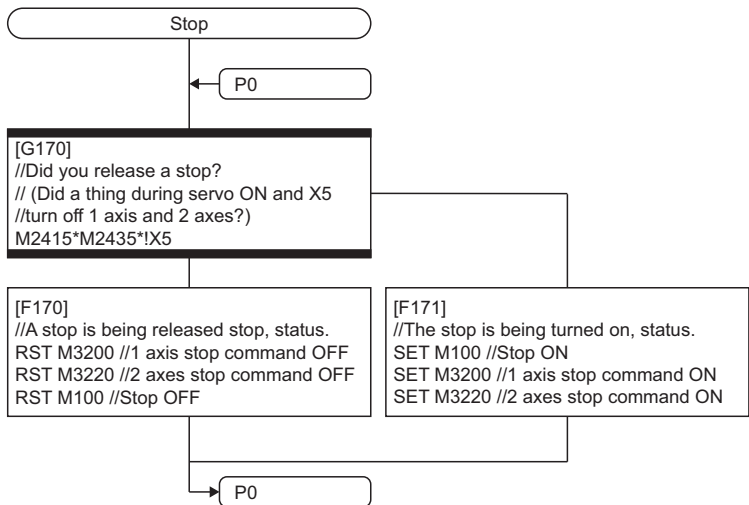 Stop
P0
[G170]
//Did you release a stop?
// (Did a thing during servo ON and X5
//turn off 1 axis and 2 axes?)
M2415*M2435*!X5
[F170]
//A stop is being released stop, status.
RST M3200 //1 axis stop command OFF
RST M3220 //2 axes stop command OFF
RST M100 //Stop OFF
[F171]
//The stop is being turned on, status.
SET M100 //Stop ON
SET M3200 //1 axis stop command ON
SET M3220 //2 axes stop command ON
P0